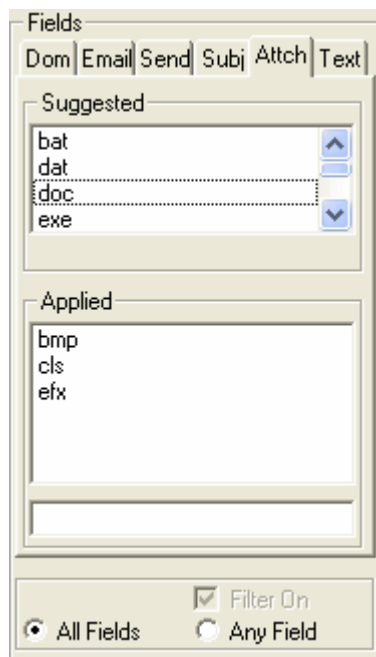 Fields
Dom Email Send Subj Attch Text
Suggested
bat
dat
doc
exe
Applied
bmp
cls
efx
Filter On
All Fields Any Field